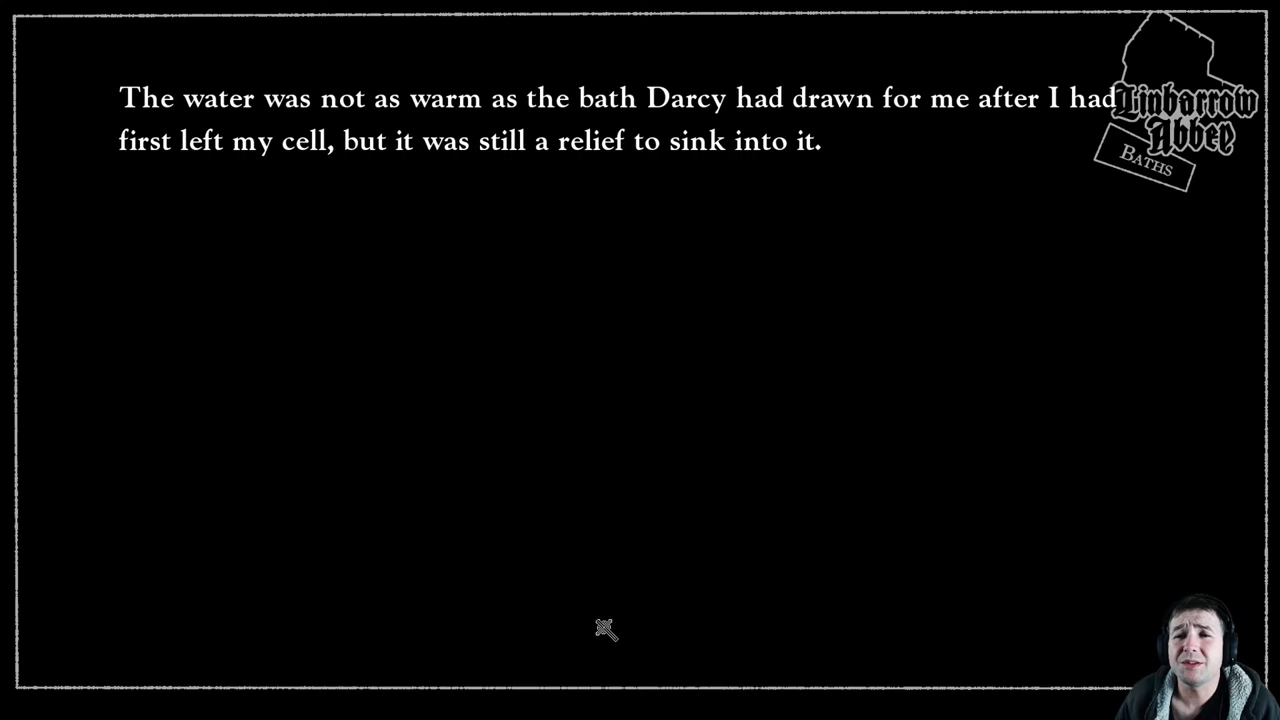 The water was not as warm as the bath Darcy had drawn for me after I had
first left my cell, but it was still a relief to sink into it.
Linbarrow
Abbey
BATHS